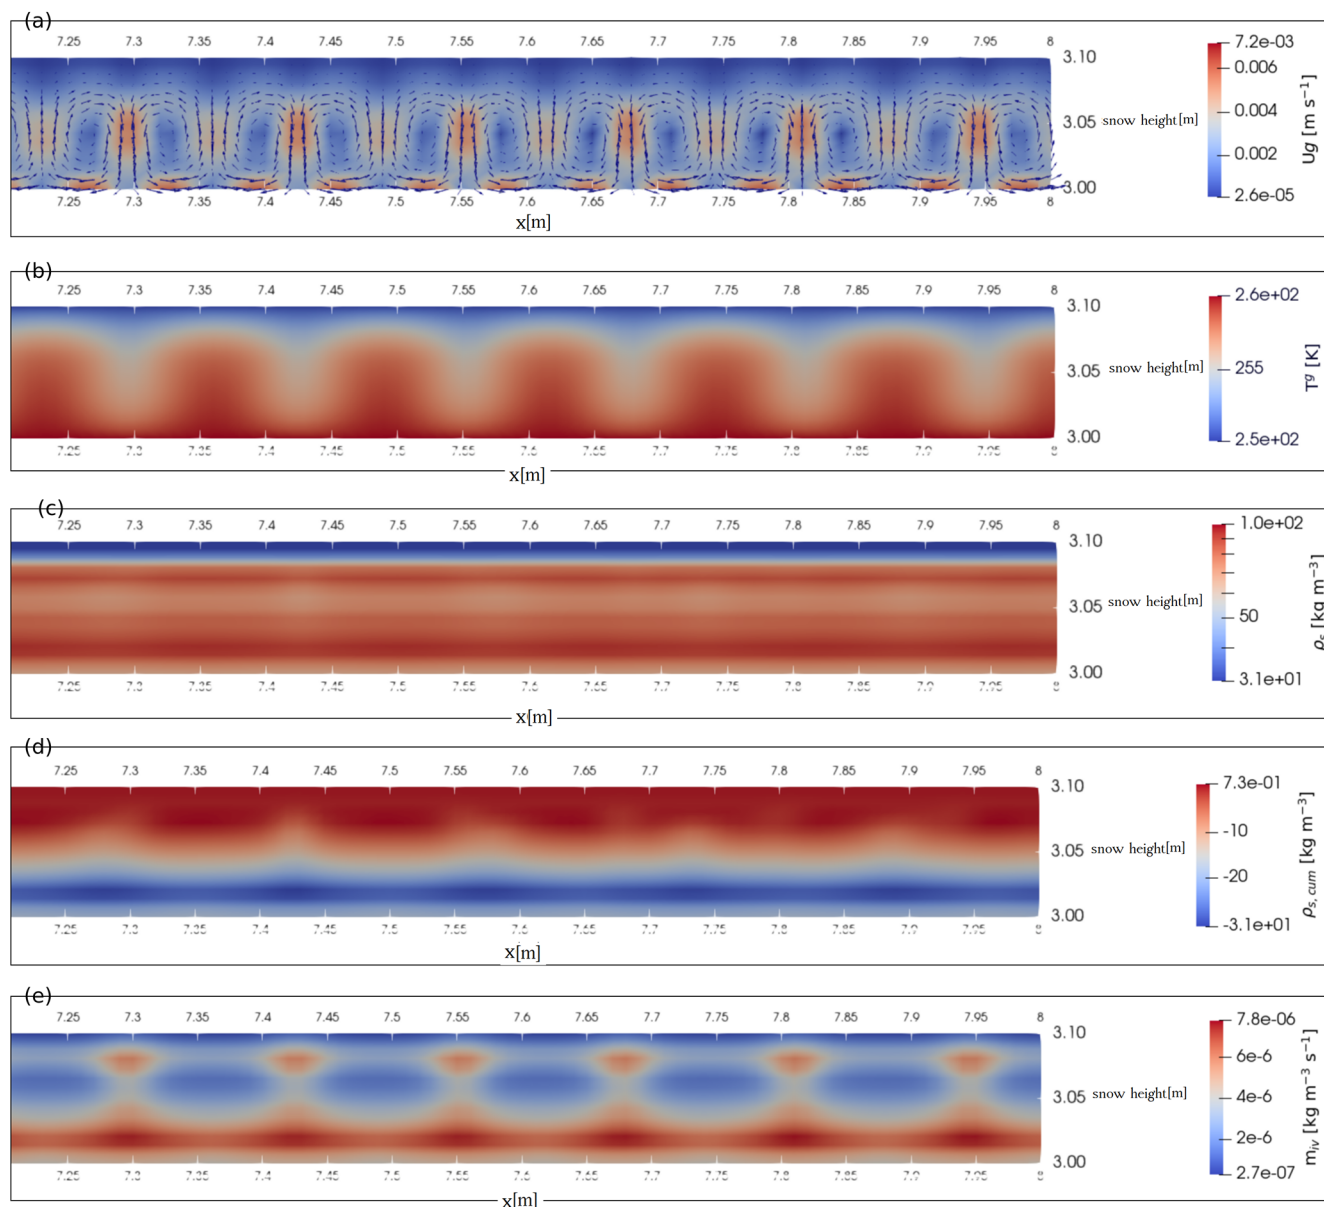 (a)
7.25 7.3 7.35 7.4 7.45 7.5 7.55 7.6 7.65 7.7 7.75 7.8 7.85 7.9 7.95 8
3.10
3.05 snow height[m]
3.00
7.25 7.3 7.35 7.4 7.45 7.5 7.55 7.6 7.65 7.7 7.75 7.8 7.85 7.9 7.95 8
x[m]
7.2e-03
0.006
0.004
0.002
2.6e-05
Ug [m s⁻¹]
(b)
7.25 7.3 7.35 7.4 7.45 7.5 7.55 7.6 7.65 7.7 7.75 7.8 7.85 7.9 7.95 8
3.10
3.05 snow height[m]
3.00
x[m]
2.6e+02
255
2.5e+02
Tᵍ [K]
(c)
7.25 7.3 7.35 7.4 7.45 7.5 7.55 7.6 7.65 7.7 7.75 7.8 7.85 7.9 7.95 8
3.10
3.05 snow height[m]
3.00
x[m]
1.0e+02
50
3.1e+01
[kg m⁻³]
(d)
7.25 7.3 7.35 7.4 7.45 7.5 7.55 7.6 7.65 7.7 7.75 7.8 7.85 7.9 7.95 8
3.10
3.05 snow height[m]
3.00
x[m]
7.3e-01
-10
-20
-3.1e+01
ρs,cum [kg m⁻³]
(e)
7.25 7.3 7.35 7.4 7.45 7.5 7.55 7.6 7.65 7.7 7.75 7.8 7.85 7.9 7.95 8
3.10
3.05 snow height[m]
3.00
x[m]
7.8e-06
6e-6
4e-6
2e-6
2.7e-07
miv [kg m⁻³ s⁻¹]